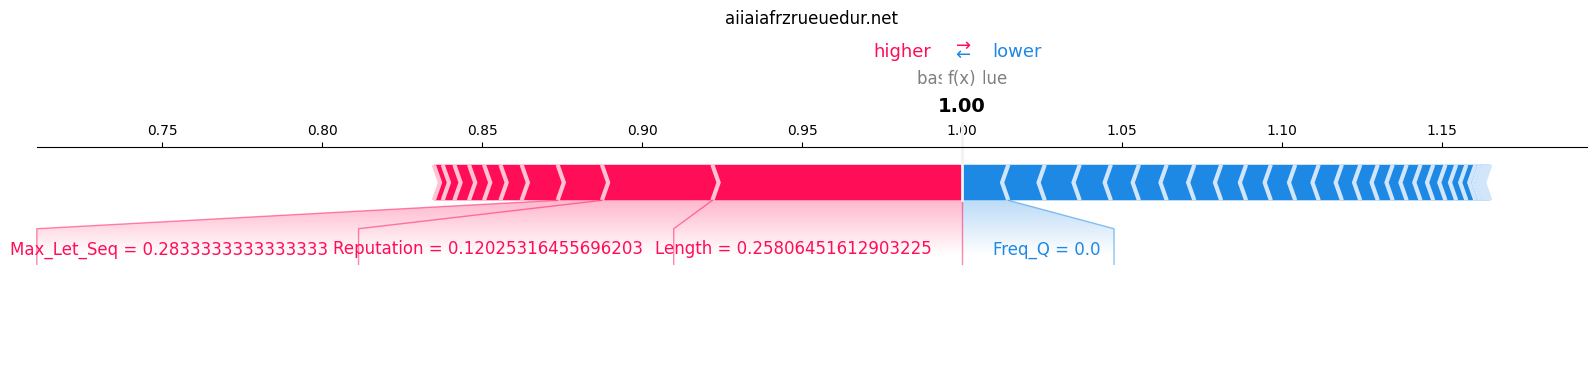 aiiaiafrzrueuedur.net
higher ⇄ lower
bas f(x) lue
1.00
0.75 0.80 0.85 0.90 0.95 1.00 1.05 1.10 1.15
Max_Let_Seq = 0.2833333333333333 Reputation = 0.12025316455696203 Length = 0.25806451612903225 Freq_Q = 0.0